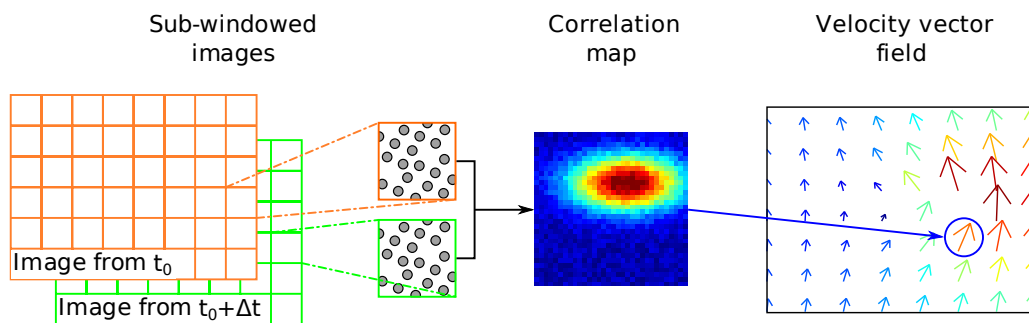 Sub-windowed
images
Correlation
map
Velocity vector
field
Image from t₀
Image from t₀+Δt